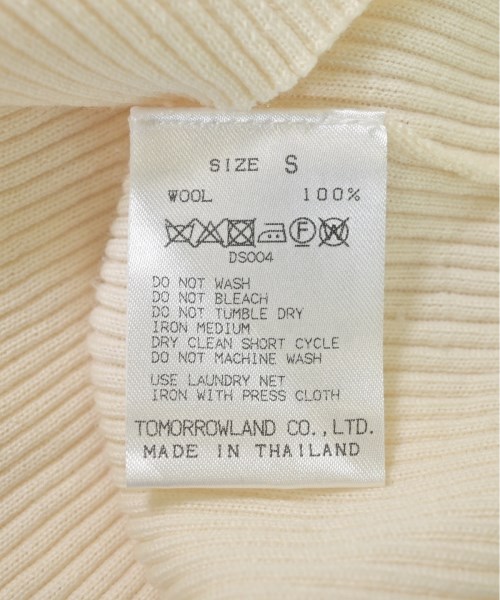 SIZE S
WOOL 100%
F W
DS004
DO NOT WASH
DO NOT BLEACH
DO NOT TUMBLE DRY
IRON MEDIUM
DRY CLEAN SHORT CYCLE
DO NOT MACHINE WASH
USE LAUNDRY NET
IRON WITH PRESS CLOTH
TOMORROWLAND CO.,LTD.
MADE IN THAILAND